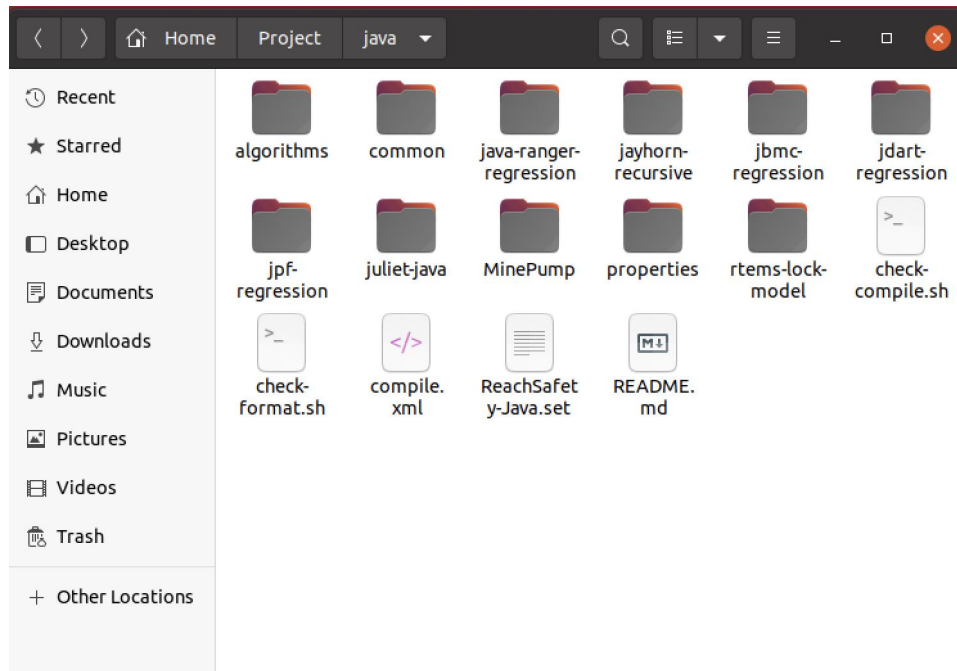 Home Project java
Recent
Starred
Home
Desktop
Documents
Downloads
Music
Pictures
Videos
Trash
+ Other Locations
algorithms common java-ranger- jayhorn- jbmc- jdart-
regression recursive regression regression
>_
jpf- juliet-java MinePump properties rtems-lock- check-
regression model compile.sh
>_ </> M↓
check- compile. ReachSafet README.
format.sh xml y-Java.set md